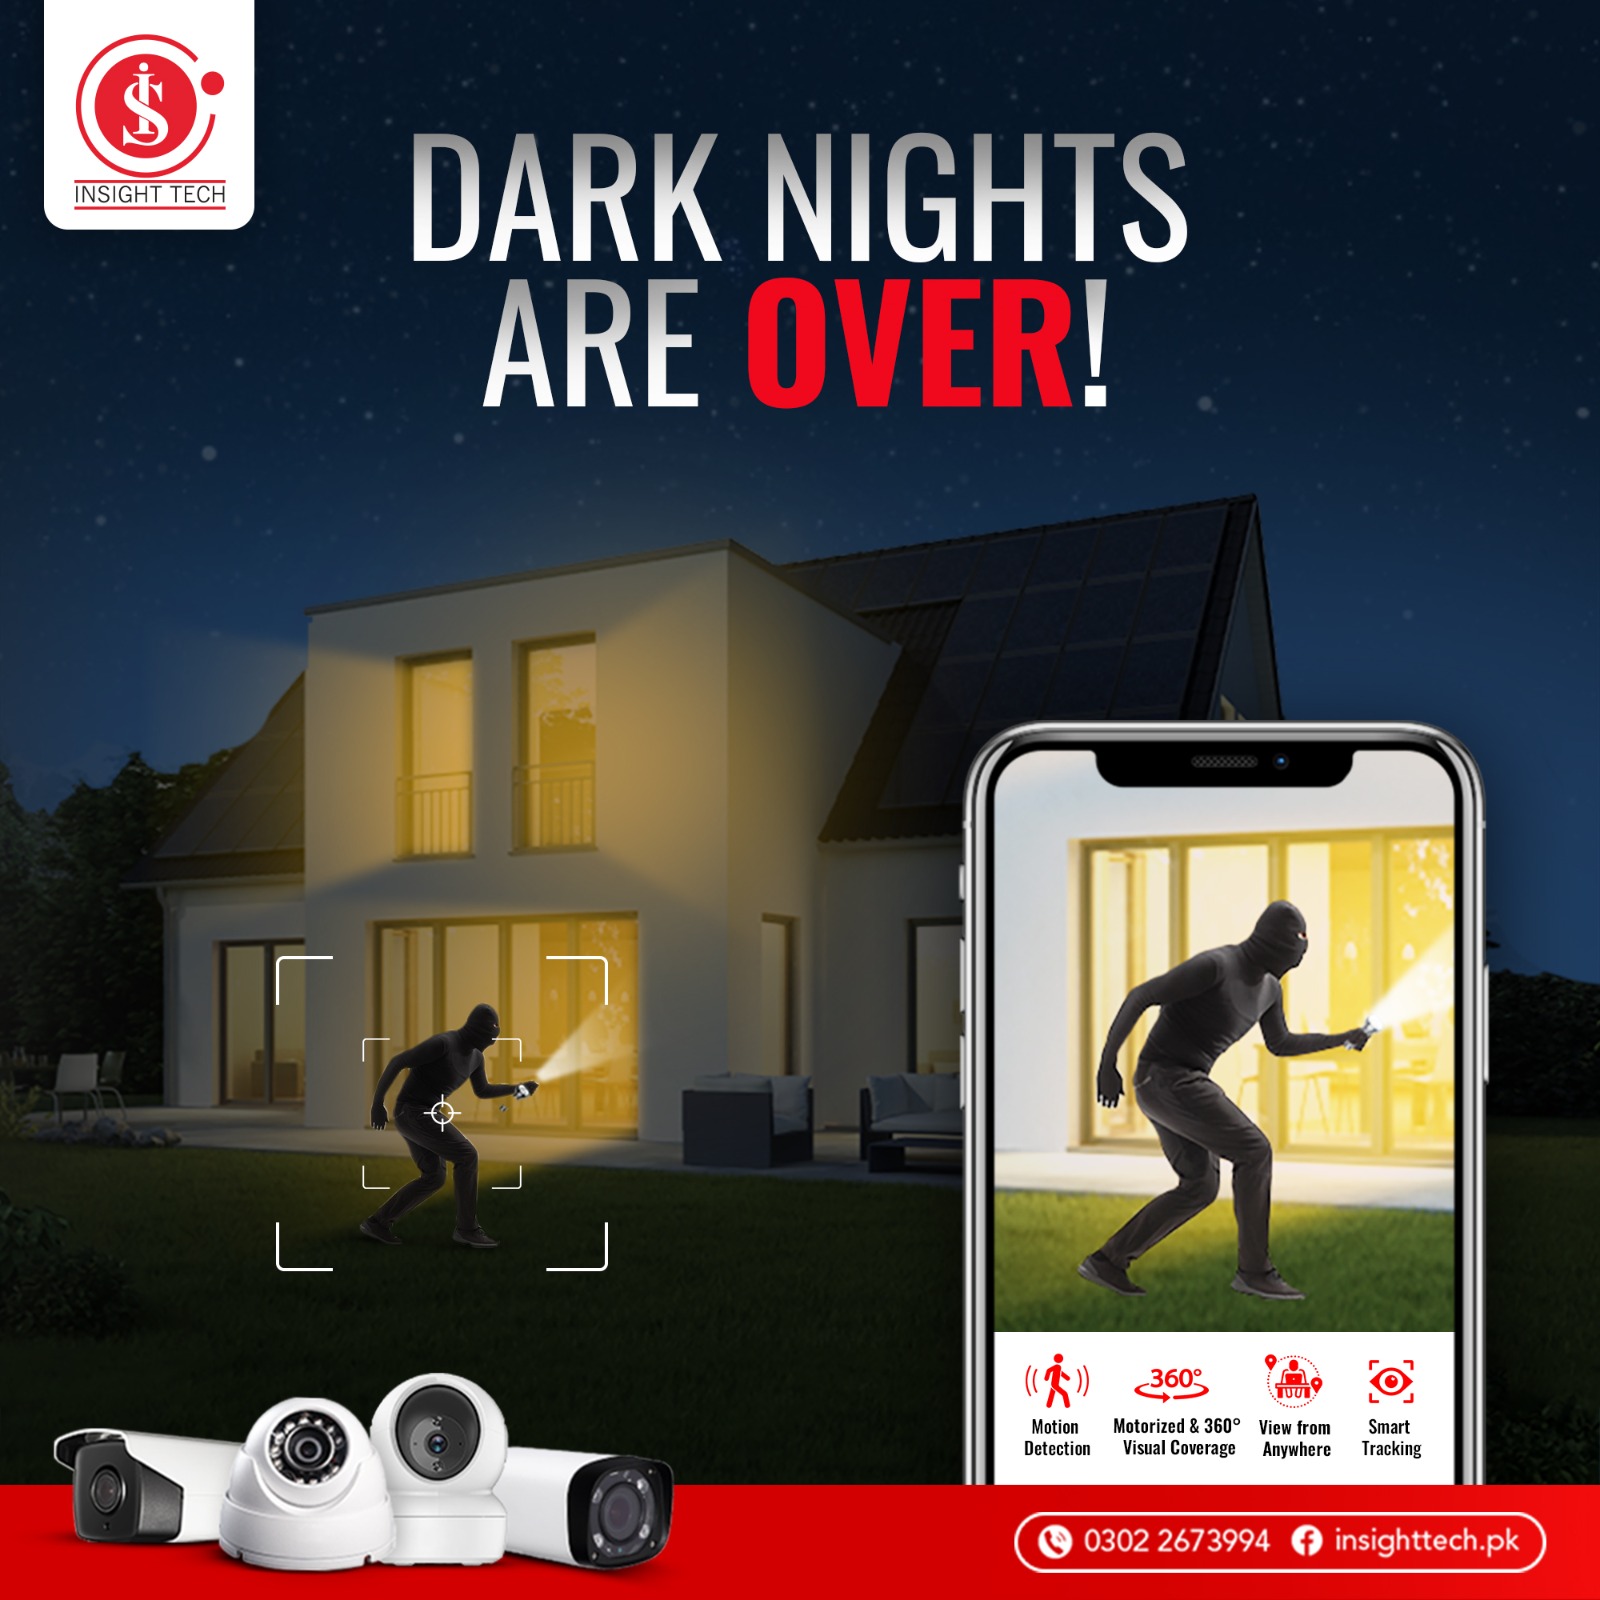 IS
INSIGHT TECH
DARK NIGHTS
ARE OVER!
360°
Motion
Detection
Motorized & 360°
Visual Coverage
View from
Anywhere
Smart
Tracking
0302 2673994
insighttech.pk